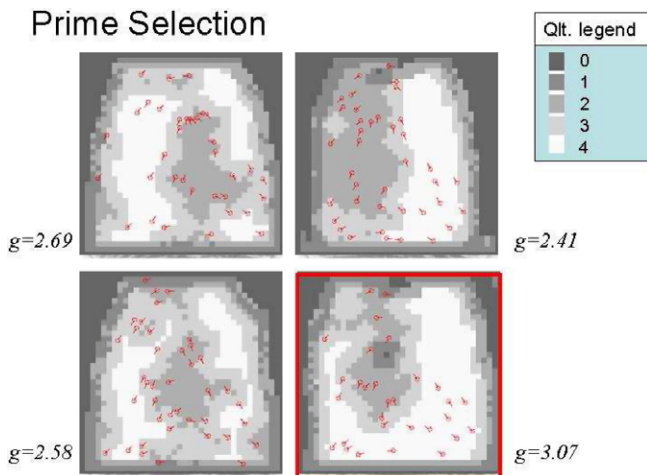 Prime Selection
Qlt. legend
0
1
2
3
4
g=2.69
g=2.41
g=2.58
g=3.07